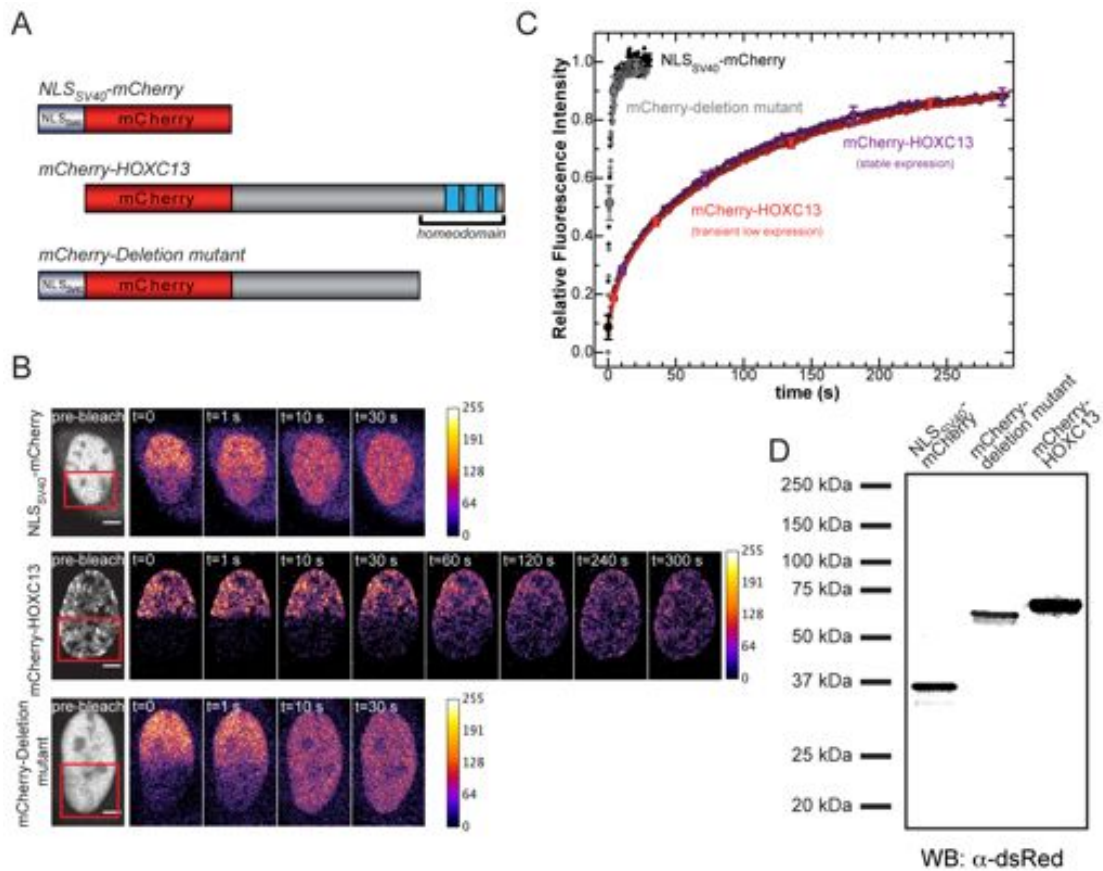 A
NLSSV40-mCherry
NLSSV40 mCherry
mCherry-HOXC13
mCherry
homeodomain
mCherry-Deletion mutant
NLSSV40 mCherry
B
NLSSV40-mCherry
pre-bleach t=0 t=1 s t=10 s t=30 s
255
191
128
64
0
mCherry-HOXC13
pre-bleach t=0 t=1 s t=10 s t=30 s t=60 s t=120 s t=240 s t=300 s
255
191
128
64
0
mCherry-Deletion
mutant
pre-bleach t=0 t=1 s t=10 s t=30 s
255
191
128
64
0
C
Relative Fluorescence Intensity
1.0
0.8
0.6
0.4
0.2
0.0
NLSSV40-mCherry
mCherry-deletion mutant
mCherry-HOXC13
(stable expression)
mCherry-HOXC13
(transient low expression)
0 50 100 150 200 250
time (s)
D
NLSSV40-
mCherry
mCherry-
deletion mutant
mCherry-
HOXC13
250 kDa
150 kDa
100 kDa
75 kDa
50 kDa
37 kDa
25 kDa
20 kDa
WB: α-dsRed